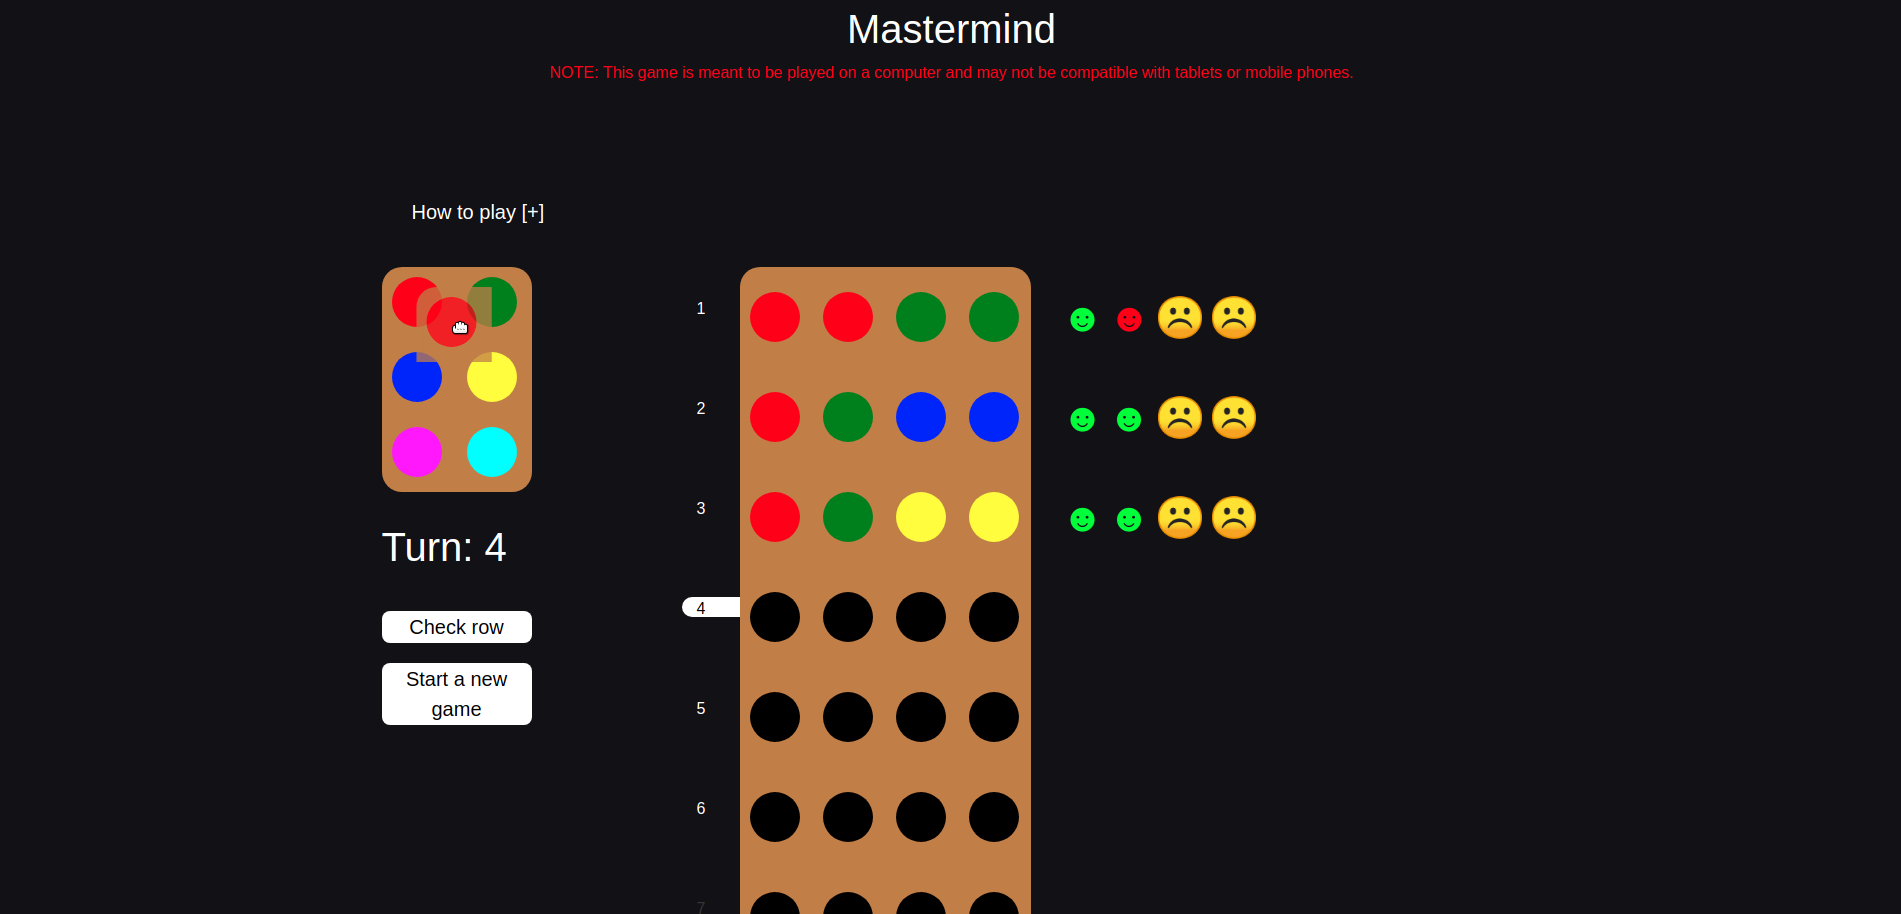 Mastermind
NOTE: This game is meant to be played on a computer and may not be compatible with tablets or mobile phones.
How to play [+]
1
2
3
Turn: 4
4
Check row
Start a new
game
5
6
7